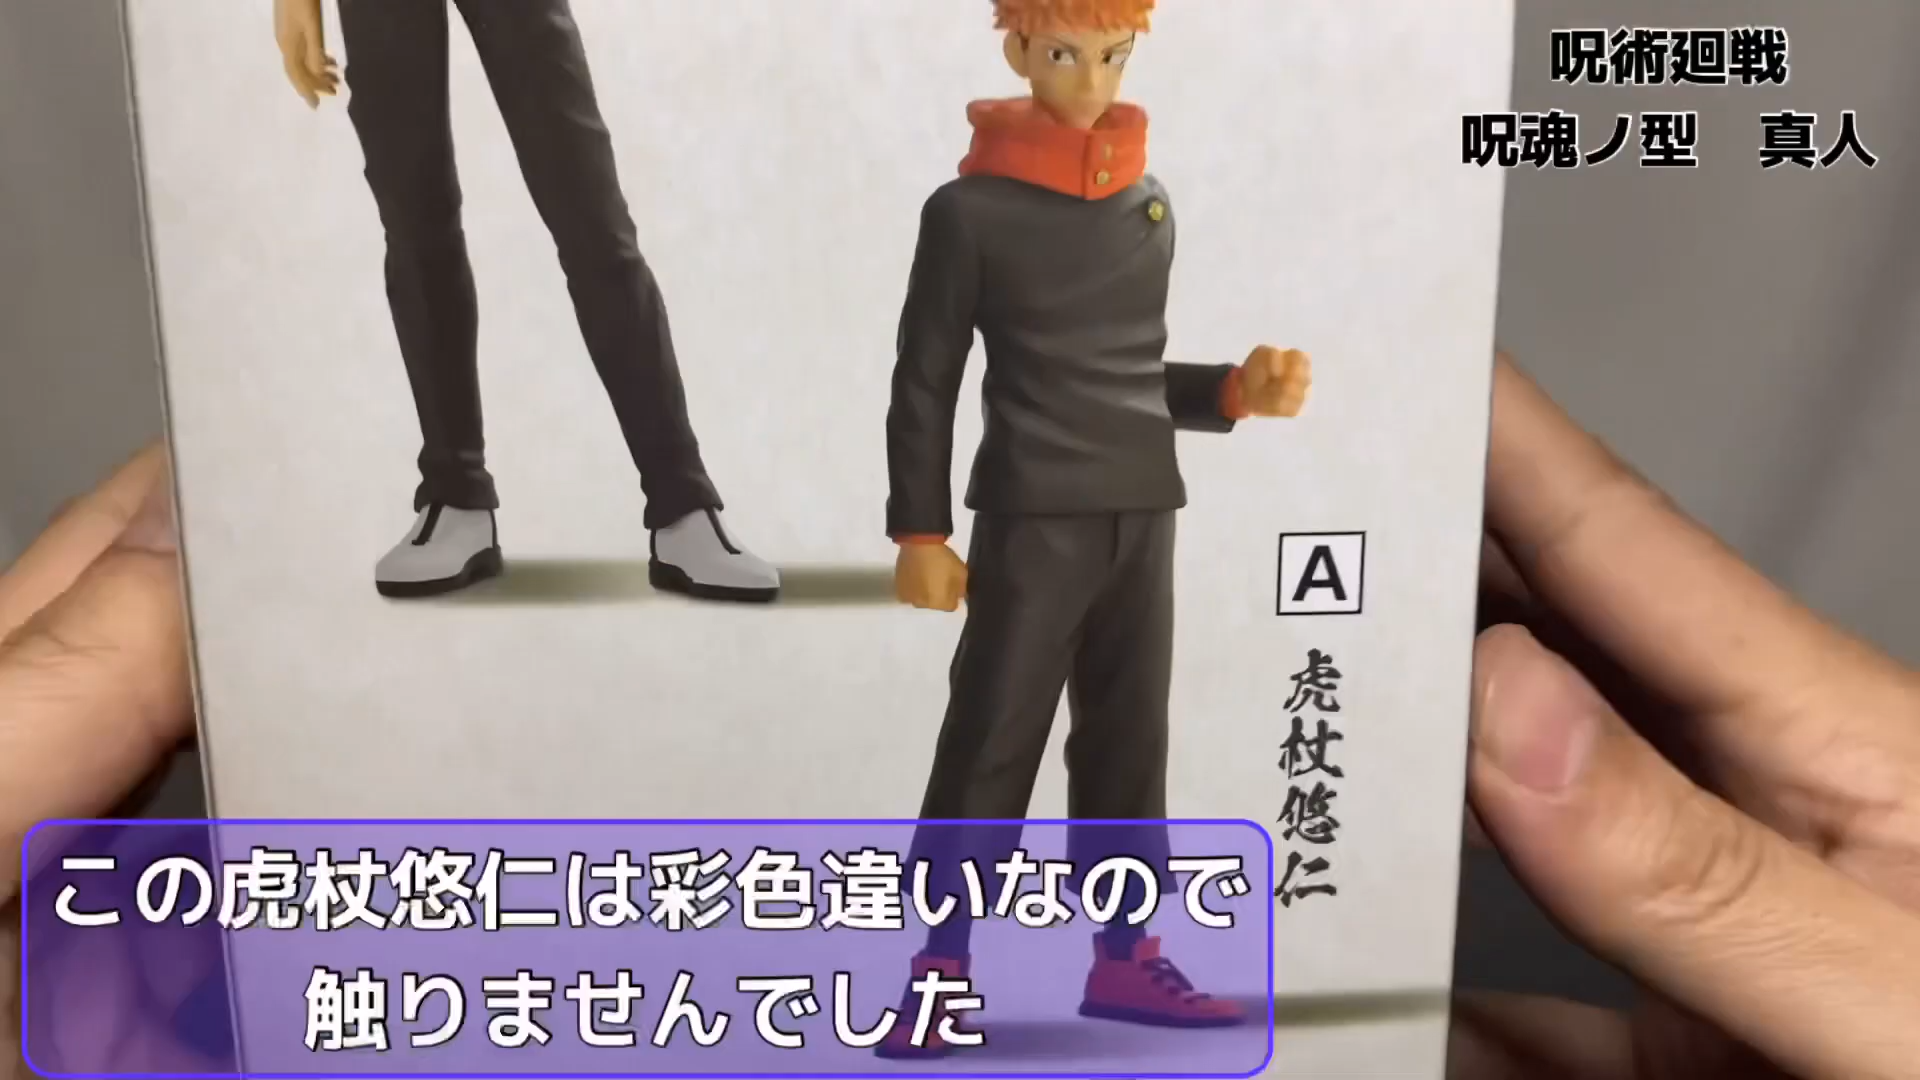 呪術廻戦
呪魂ノ型　真人
A
虎杖悠仁
この虎杖悠仁は彩色違いなので
触りませんでした